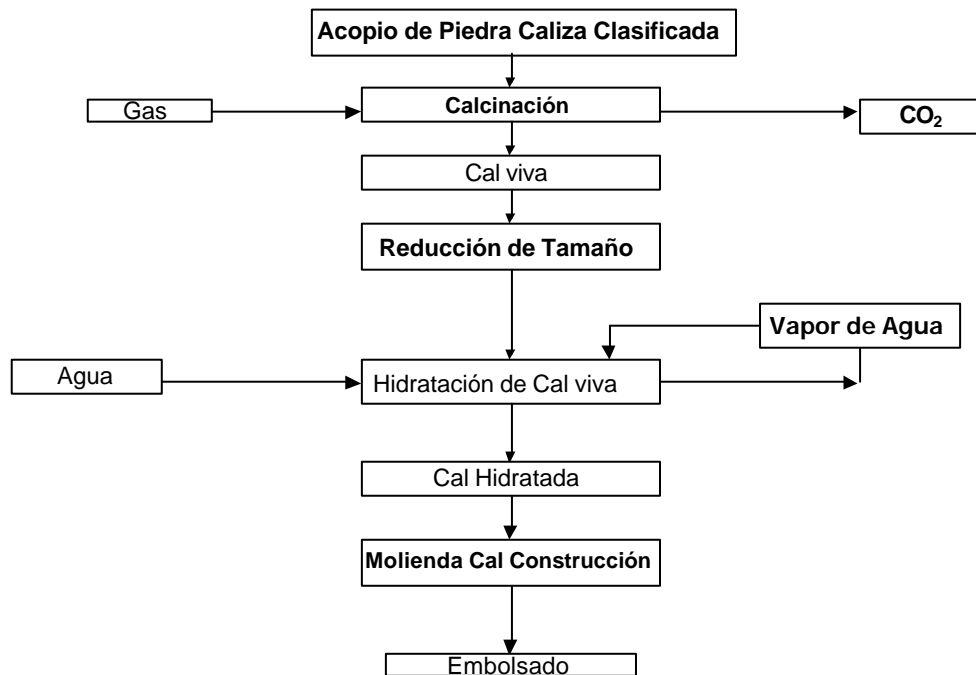 Acopio de Piedra Caliza Clasificada
Gas
Calcinación
CO₂
Cal viva
Reducción de Tamaño
Vapor de Agua
Agua
Hidratación de Cal viva
Cal Hidratada
Molienda Cal Construcción
Embolsado